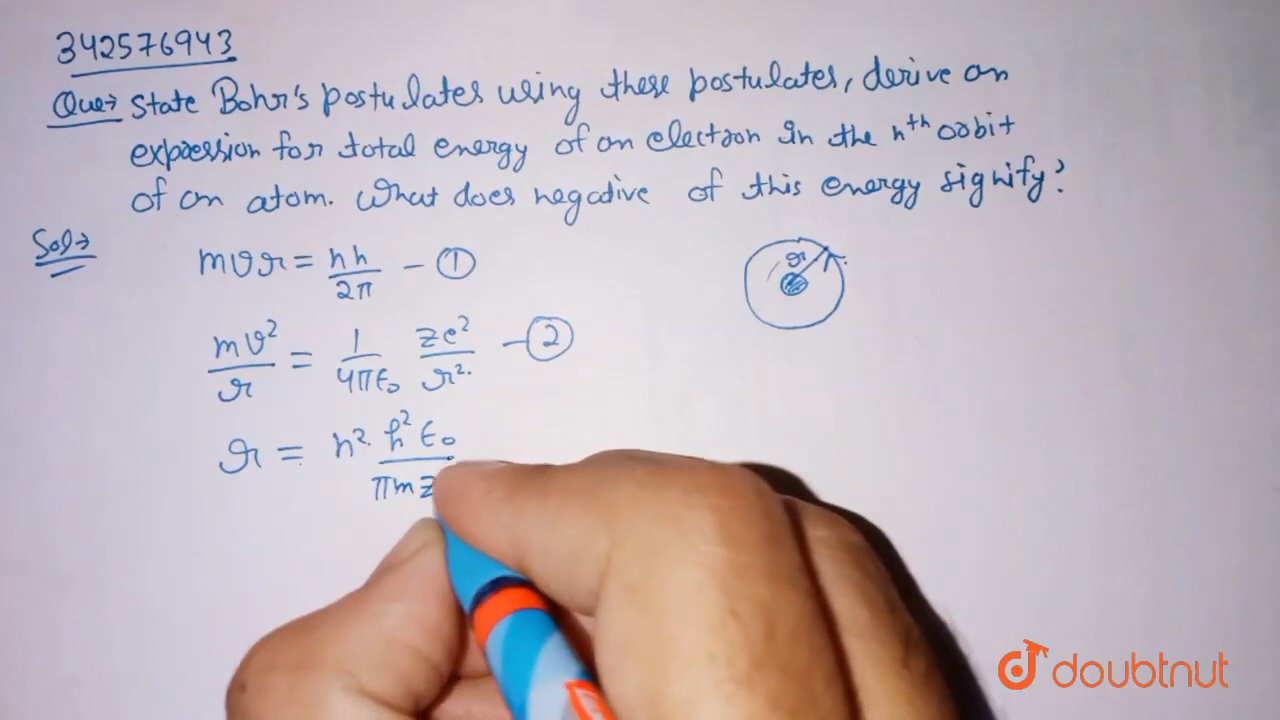 342576943
Que→ State Bohr's postulates using these postulates, derive an
expression for total energy of an electron in the nth orbit
of an atom. What does negative of this energy signify?
Sol→
mvr = nh/2π - ①
r
mv²/r = 1/4πε₀ ze²/r² - ②
r = n² h² ε₀/πmz
doubtnut